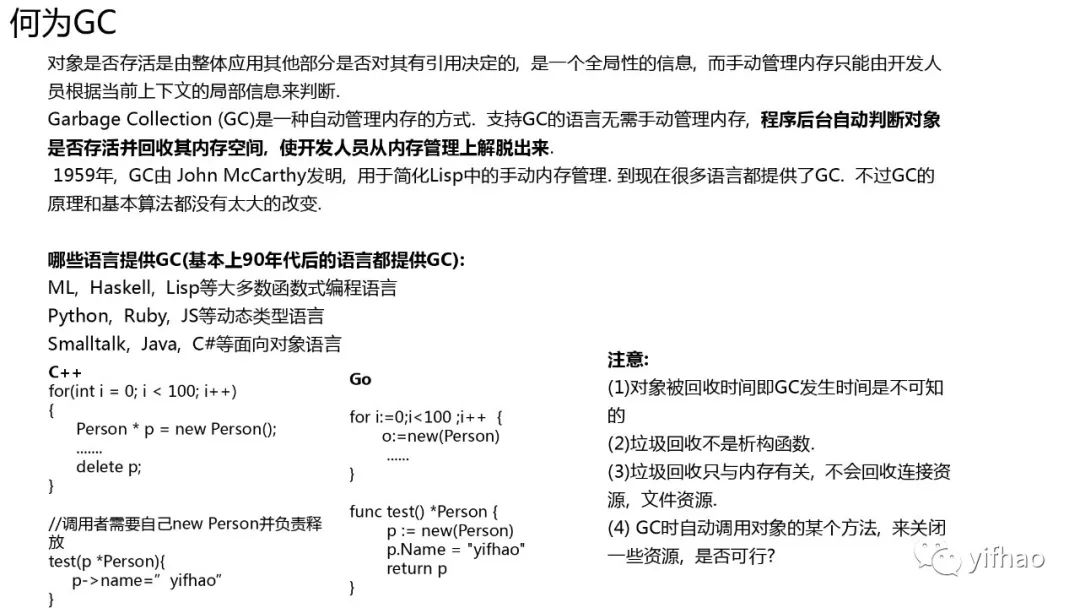 何为GC
对象是否存活是由整体应用其他部分是否对其有引用决定的，是一个全局性的信息，而手动管理内存只能由开发人
员根据当前上下文的局部信息来判断.
Garbage Collection (GC)是一种自动管理内存的方式. 支持GC的语言无需手动管理内存，程序后台自动判断对象
是否存活并回收其内存空间，使开发人员从内存管理上解脱出来.
1959年，GC由 John McCarthy发明，用于简化Lisp中的手动内存管理. 到现在很多语言都提供了GC. 不过GC的
原理和基本算法都没有太大的改变.
哪些语言提供GC(基本上90年代后的语言都提供GC):
ML，Haskell，Lisp等大多数函数式编程语言
Python，Ruby，JS等动态类型语言
Smalltalk，Java，C#等面向对象语言
C++
for(int i = 0; i < 100; i++)
{
Person * p = new Person();
.......
delete p;
}
//调用者需要自己new Person并负责释
放
test(p *Person){
p->name=” yifhao”
}
Go
for i:=0;i<100 ;i++ {
o:=new(Person)
......
}
func test() *Person {
p := new(Person)
p.Name = "yifhao"
return p
}
注意:
(1)对象被回收时间即GC发生时间是不可知
的
(2)垃圾回收不是析构函数.
(3)垃圾回收只与内存有关，不会回收连接资
源，文件资源.
(4) GC时自动调用对象的某个方法，来关闭
一些资源，是否可行?
yifhao